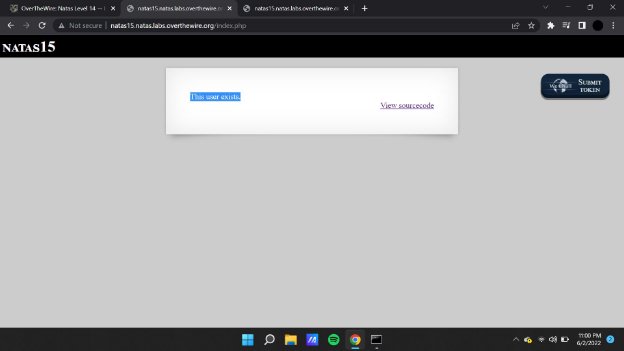 OverTheWire: Natas Level 14
natas15.natas.labs.overthewire.o
natas15.natas.labs.overthewire.o
Not secure
natas15.natas.labs.overthewire.org/index.php
NATAS15
This user exists.
View sourcecode
SUBMIT
TOKEN
11:00 PM
6/2/2022
2